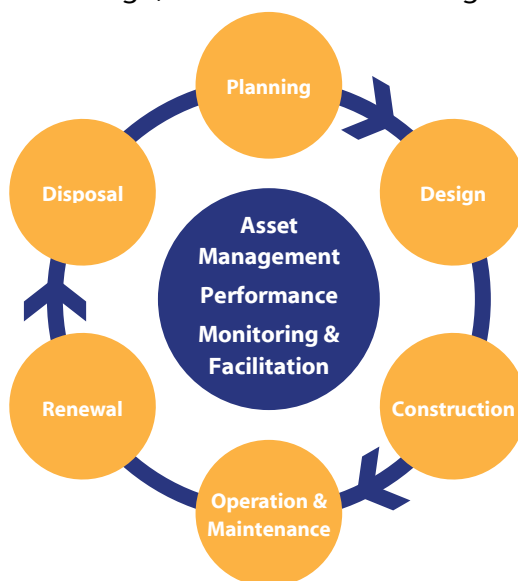 Planning
Design
Construction
Operation &
Maintenance
Renewal
Disposal
Asset
Management
Performance
Monitoring &
Facilitation